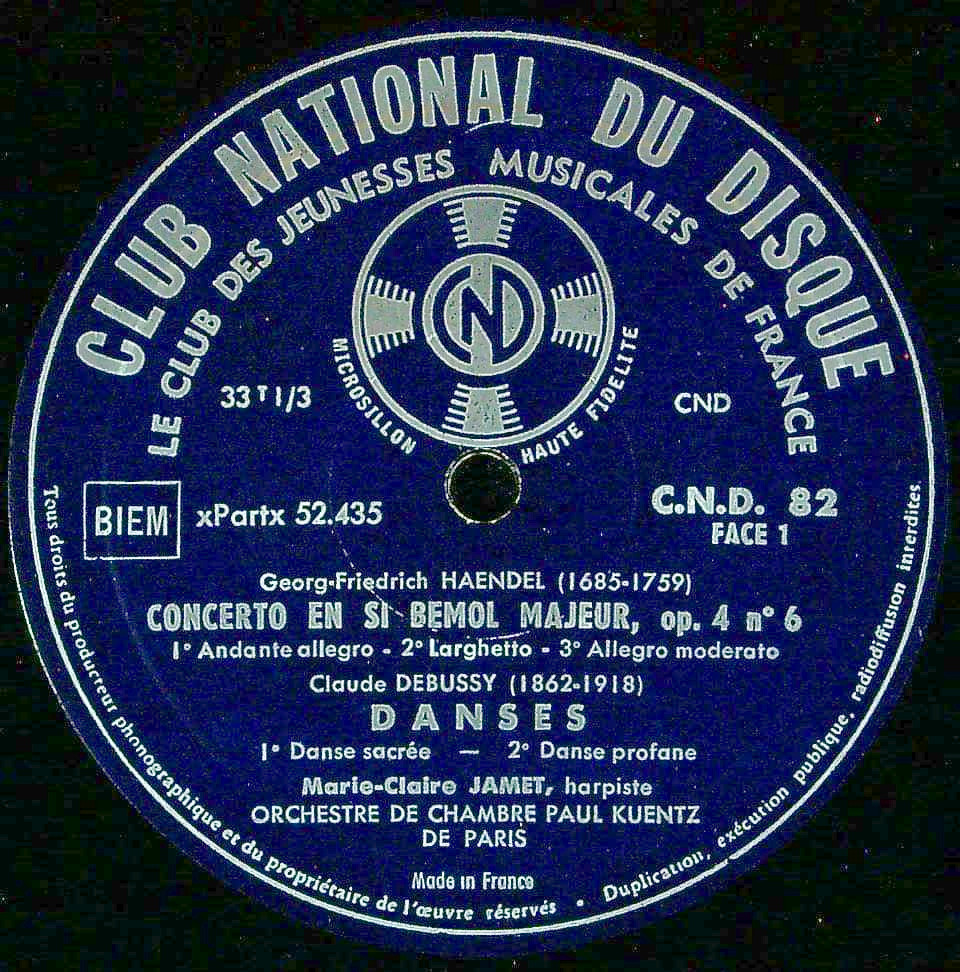 CLUB NATIONAL DU DISQUE
LE CLUB DES JEUNESSES MUSICALES DE FRANCE
CN
MICROSILLON
HAUTE FIDELITE
33 T 1/3
CND
BIEM
xPartx 52.435
C.N.D. 82
FACE 1
Georg-Friedrich HAENDEL (1685-1759)
CONCERTO EN SI BEMOL MAJEUR, op. 4 n° 6
1° Andante allegro - 2° Larghetto - 3° Allegro moderato
Claude DEBUSSY (1862-1918)
DANSES
1° Danse sacrée — 2° Danse profane
Marie-Claire JAMET, harpiste
ORCHESTRE DE CHAMBRE PAUL KUENTZ
DE PARIS
Made in France
Tous droits du producteur phonographique et du propriétaire de l'œuvre réservés • Duplication, exécution publique, radiodiffusion interdites